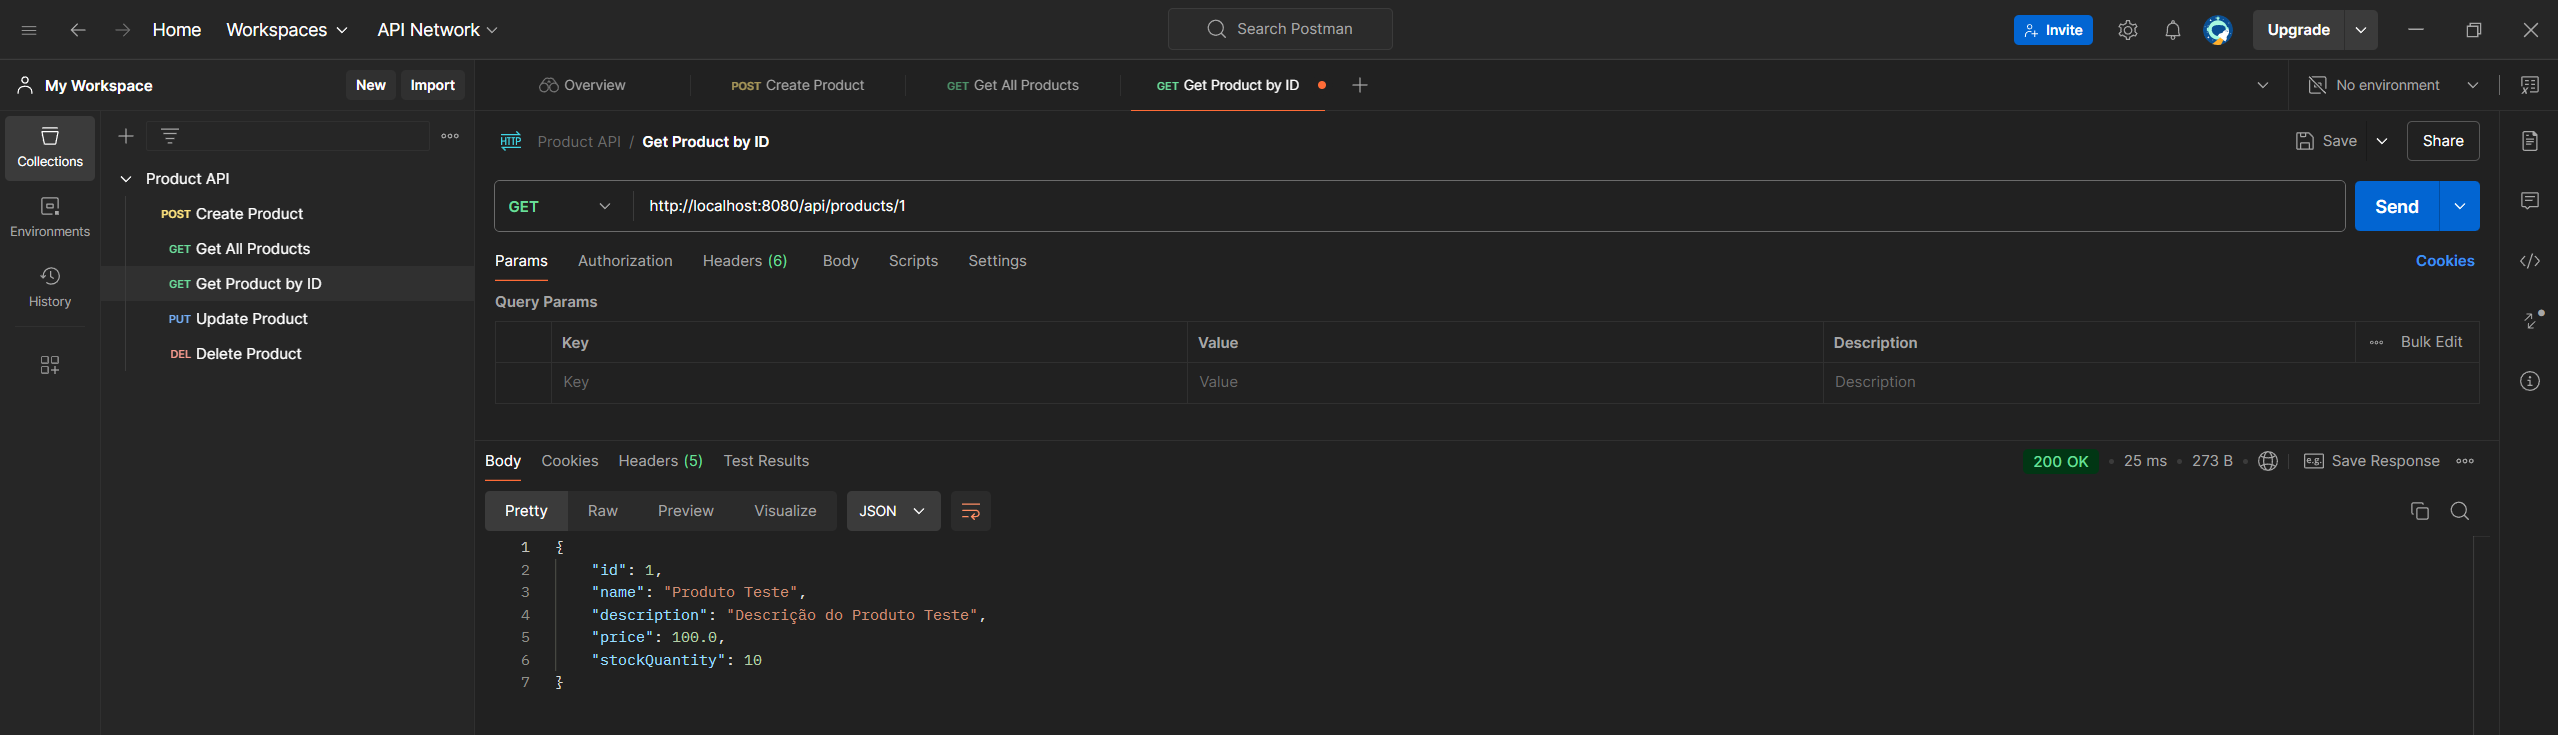 Home Workspaces API Network Search Postman Invite Upgrade
My Workspace New Import Overview POST Create Product GET Get All Products GET Get Product by ID No environment
Collections
Environments
History
Product API
POST Create Product
GET Get All Products
GET Get Product by ID
PUT Update Product
DEL Delete Product
HTTP Product API / Get Product by ID Save Share
GET http://localhost:8080/api/products/1 Send
Params Authorization Headers (6) Body Scripts Settings Cookies
Query Params
Key Value Description Bulk Edit
Key Value Description
Body Cookies Headers (5) Test Results 200 OK • 25 ms • 273 B • e.g. Save Response
Pretty Raw Preview Visualize JSON
1 {
2 "id": 1,
3 "name": "Produto Teste",
4 "description": "Descrição do Produto Teste",
5 "price": 100.0,
6 "stockQuantity": 10
7 }